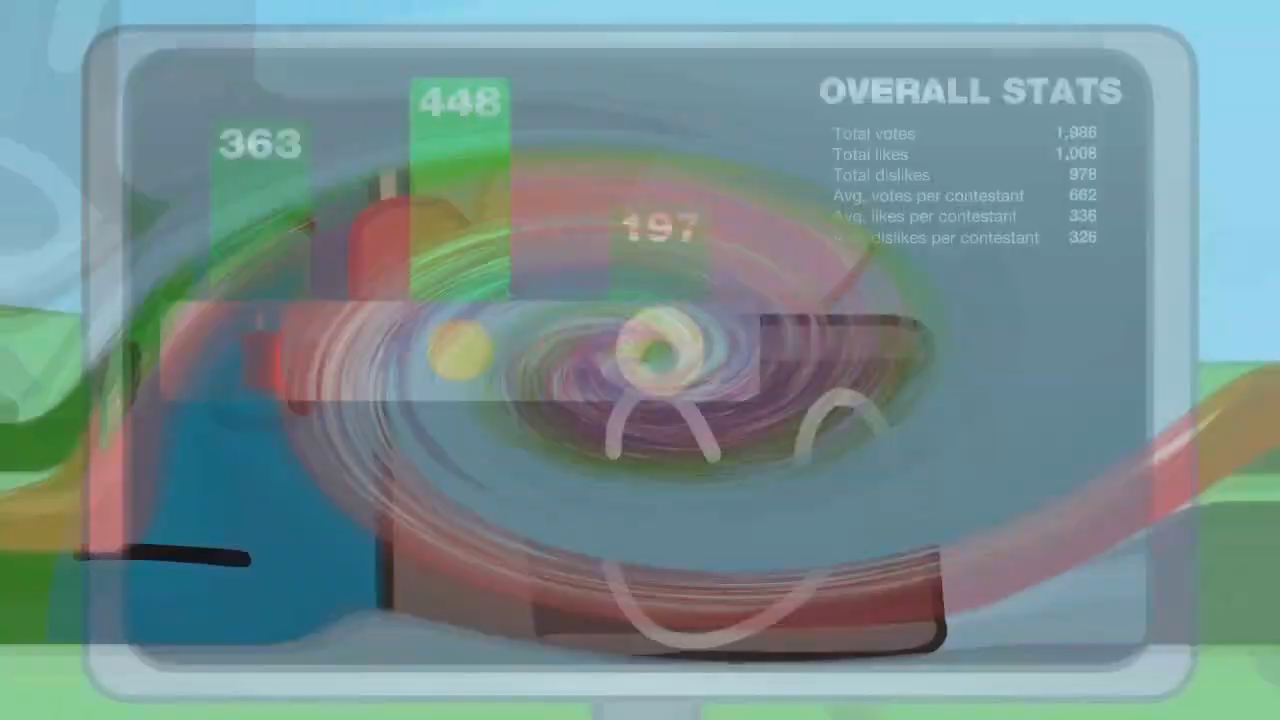 448
363
197
OVERALL STATS
Total votes 1,986
Total likes 1,008
Total dislikes 978
Avg. votes per contestant 662
Avg. likes per contestant 336
dislikes per contestant 326